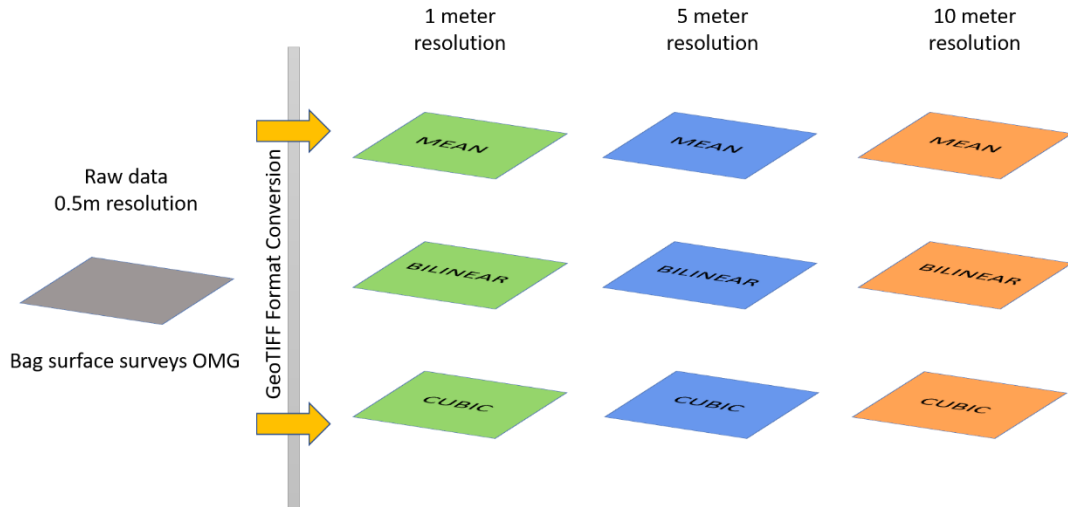 1 meter
resolution
5 meter
resolution
10 meter
resolution
Raw data
0.5m resolution
Bag surface surveys OMG
GeoTIFF Format Conversion
MEAN
MEAN
MEAN
BILINEAR
BILINEAR
BILINEAR
CUBIC
CUBIC
CUBIC